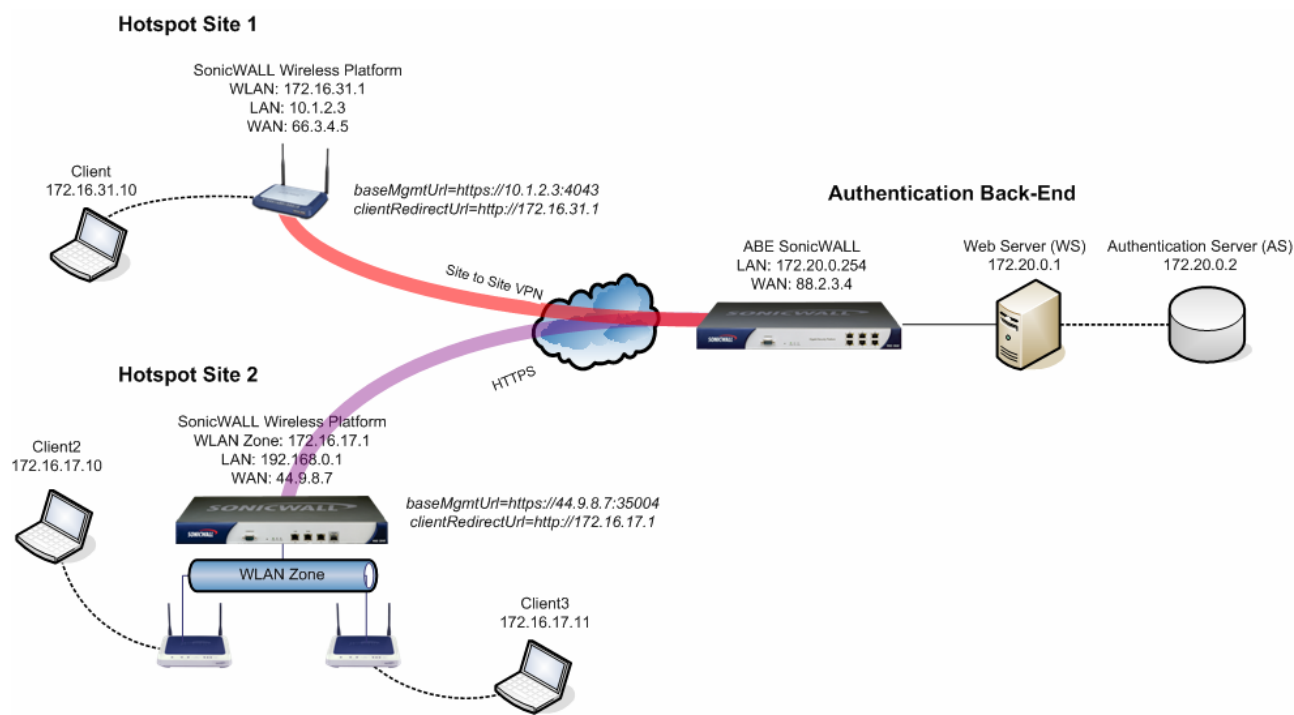 Hotspot Site 1
SonicWALL Wireless Platform
WLAN: 172.16.31.1
LAN: 10.1.2.3
WAN: 66.3.4.5
Client
172.16.31.10
baseMgmtUrl=https://10.1.2.3:4043
clientRedirectUrl=http://172.16.31.1
Site to Site VPN
Authentication Back-End
ABE SonicWALL
LAN: 172.20.0.254
WAN: 88.2.3.4
SONICWALL
SONICWALL
Web Server (WS)
172.20.0.1
Authentication Server (AS)
172.20.0.2
HTTPS
Hotspot Site 2
SonicWALL Wireless Platform
WLAN Zone: 172.16.17.1
LAN: 192.168.0.1
WAN: 44.9.8.7
Client2
172.16.17.10
SONICWALL
SONICWALL
baseMgmtUrl=https://44.9.8.7:35004
clientRedirectUrl=http://172.16.17.1
WLAN Zone
Client3
172.16.17.11